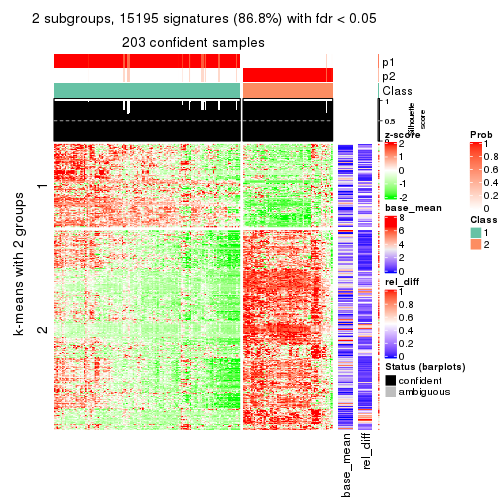 2 subgroups, 15195 signatures (86.8%) with fdr < 0.05
203 confident samples
p1
p2
Class
1
0.5
0
Silhouette
score
k-means with 2 groups
1
2
base_mean
rel_diff
z-score
2
1
0
-1
-2
base_mean
8
6
4
2
0
rel_diff
1
0.8
0.6
0.4
0.2
0
Status (barplots)
confident
ambiguous
Prob
1
0.8
0.6
0.4
0.2
0
Class
1
2